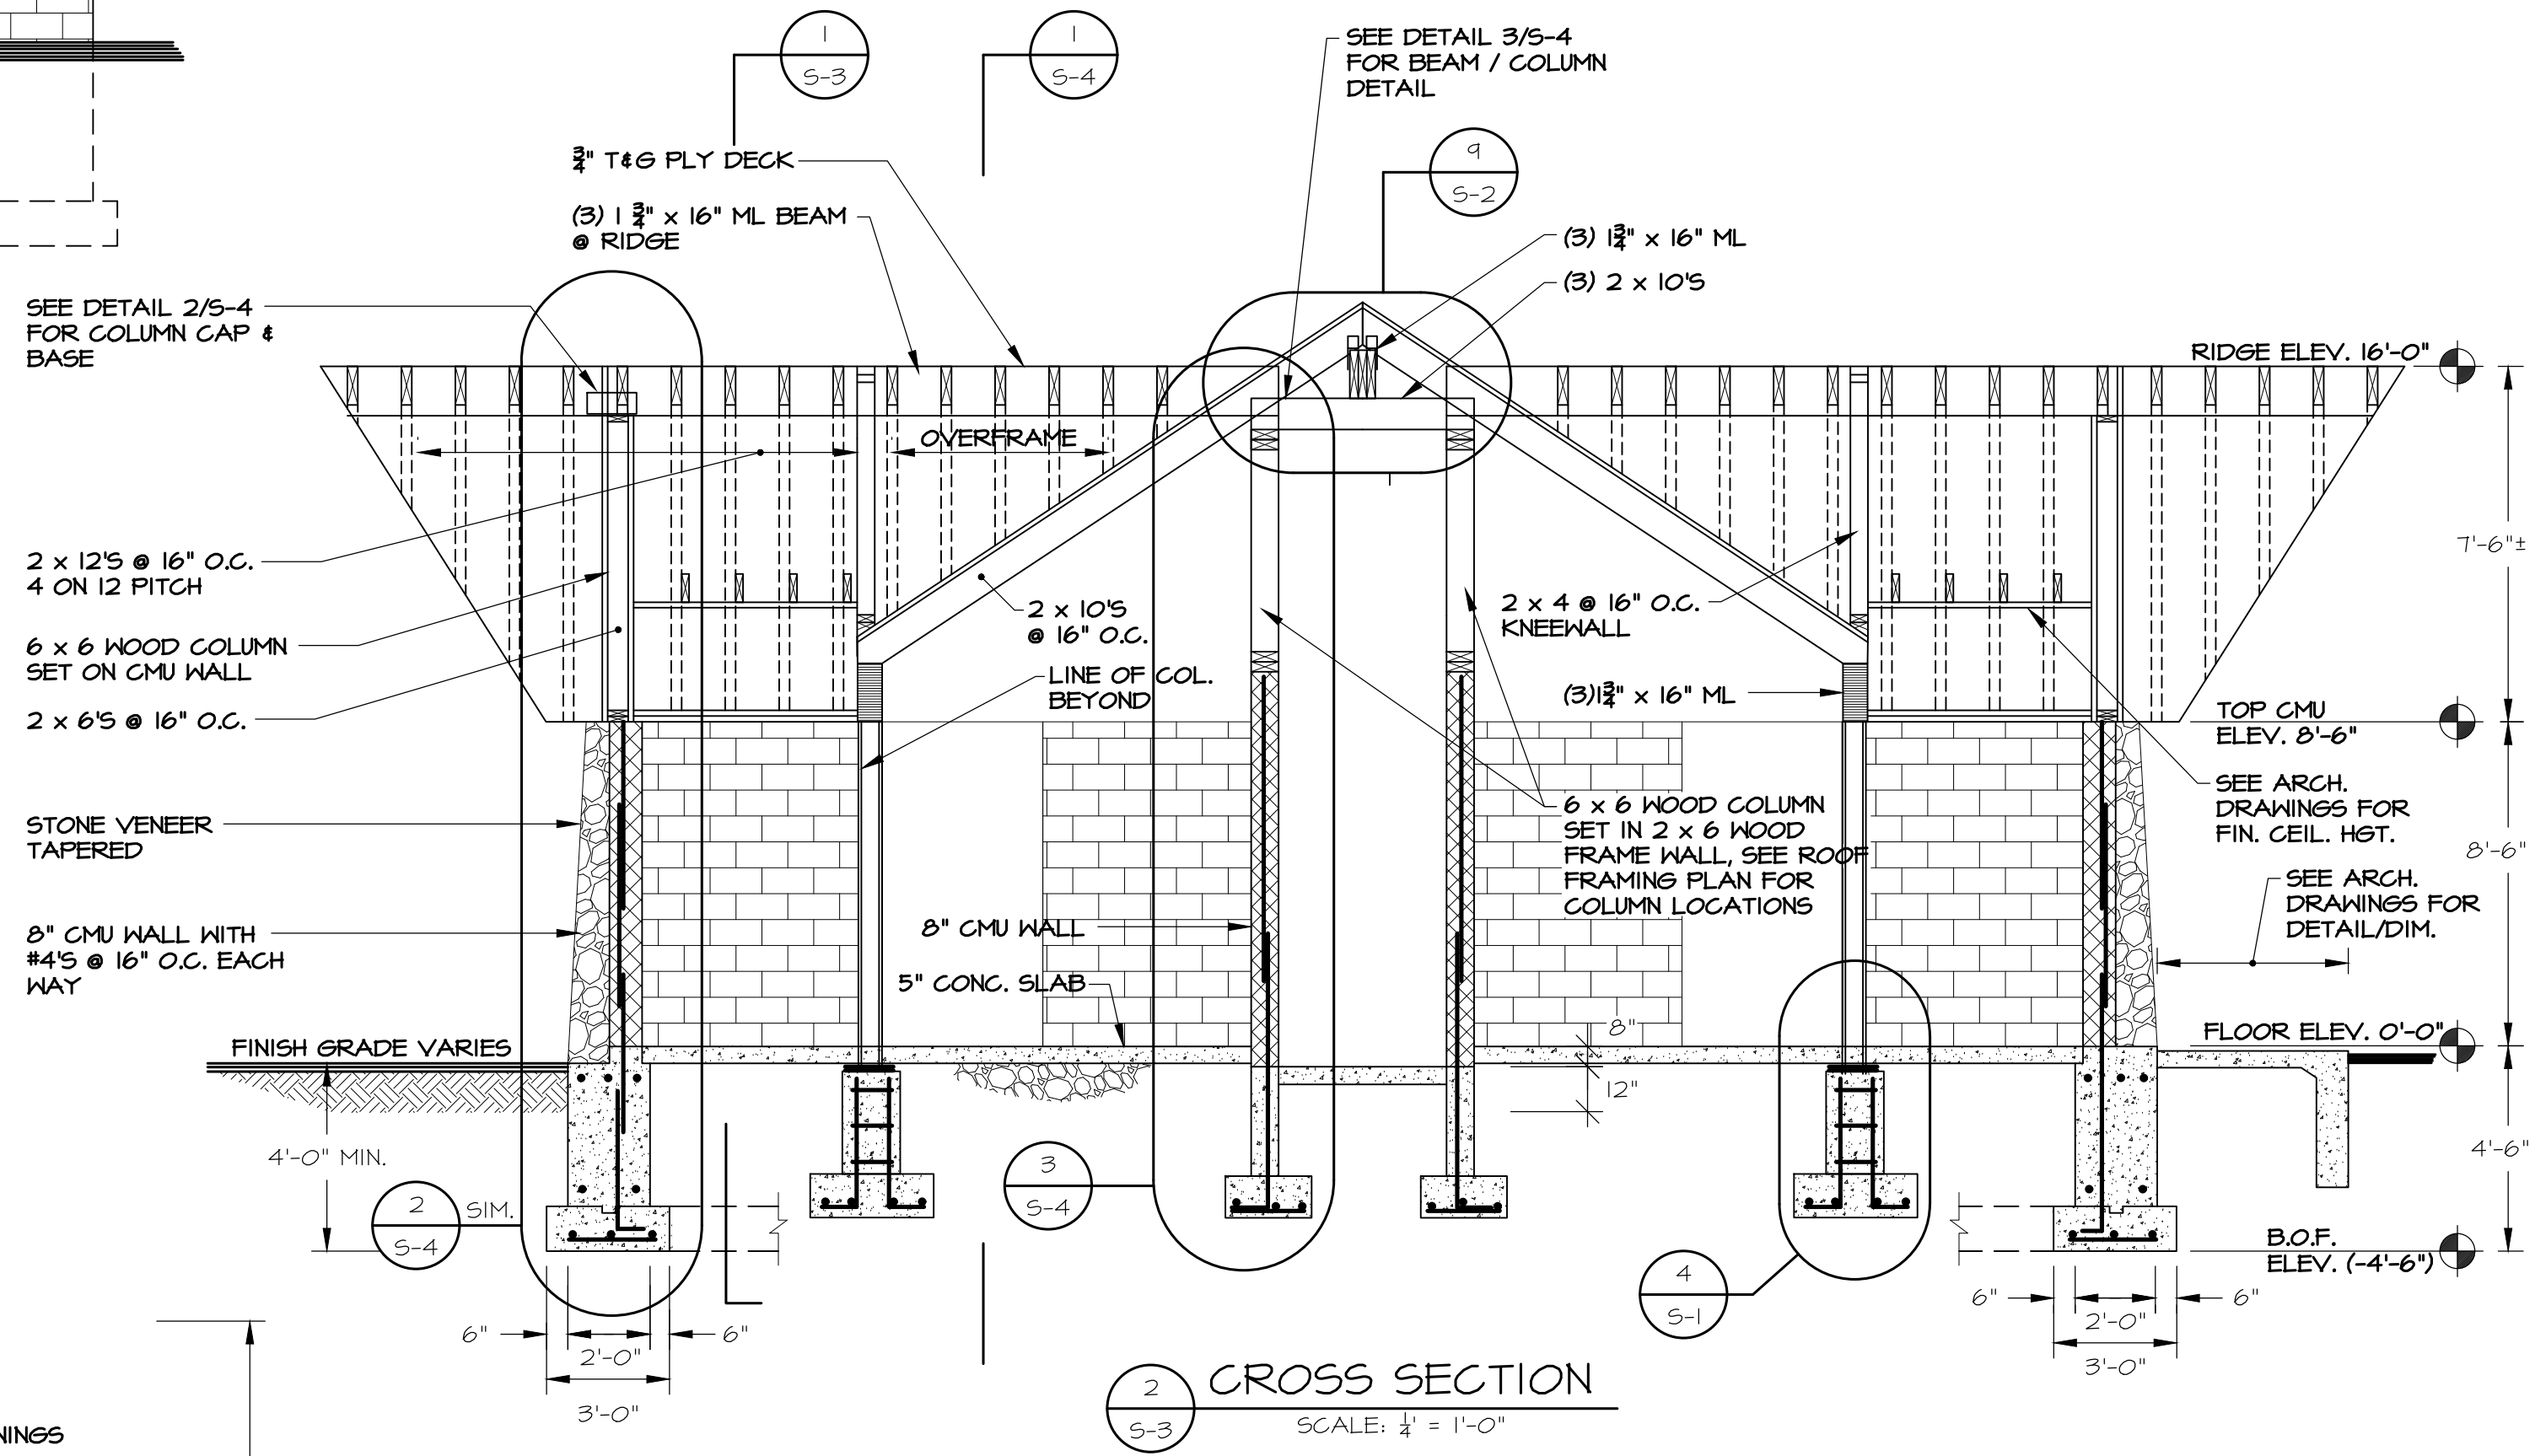 1
S-3
1
S-4
SEE DETAIL 3/S-4
FOR BEAM / COLUMN
DETAIL
3/4" T&G PLY DECK
9
S-2
(3) 1 3/4" x 16" ML BEAM
@ RIDGE
(3) 1 3/4" x 16" ML
(3) 2 x 10'S
SEE DETAIL 2/S-4
FOR COLUMN CAP &
BASE
RIDGE ELEV. 16'-0"
OVERFRAME
7'-6"±
2 x 12'S @ 16" O.C.
4 ON 12 PITCH
2 x 10'S
@ 16" O.C.
2 x 4 @ 16" O.C.
KNEEWALL
6 x 6 WOOD COLUMN
SET ON CMU WALL
LINE OF COL.
BEYOND
(3) 1 3/4" x 16" ML
2 x 6'S @ 16" O.C.
TOP CMU
ELEV. 8'-6"
SEE ARCH.
DRAWINGS FOR
FIN. CEIL. HGT.
STONE VENEER
TAPERED
6 x 6 WOOD COLUMN
SET IN 2 x 6 WOOD
FRAME WALL, SEE ROOF
FRAMING PLAN FOR
COLUMN LOCATIONS
8'-6"
SEE ARCH.
DRAWINGS FOR
DETAIL/DIM.
8" CMU WALL WITH
#4'S @ 16" O.C. EACH
WAY
8" CMU WALL
5" CONC. SLAB
8"
12"
FINISH GRADE VARIES
FLOOR ELEV. 0'-0"
4'-0" MIN.
4'-6"
2
S-4
SIM.
3
S-4
4
S-1
B.O.F.
ELEV. (-4'-6")
6"
2'-0"
6"
3'-0"
6"
2'-0"
6"
3'-0"
2
S-3
CROSS SECTION
SCALE: 1/4' = 1'-0"
NINGS